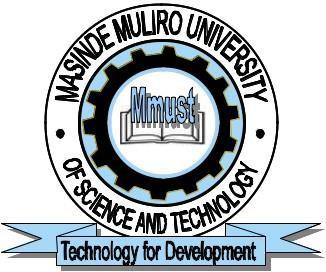 MASINDE MULIRO UNIVERSITY
OF SCIENCE AND TECHNOLOGY
Mmust
Technology for Development